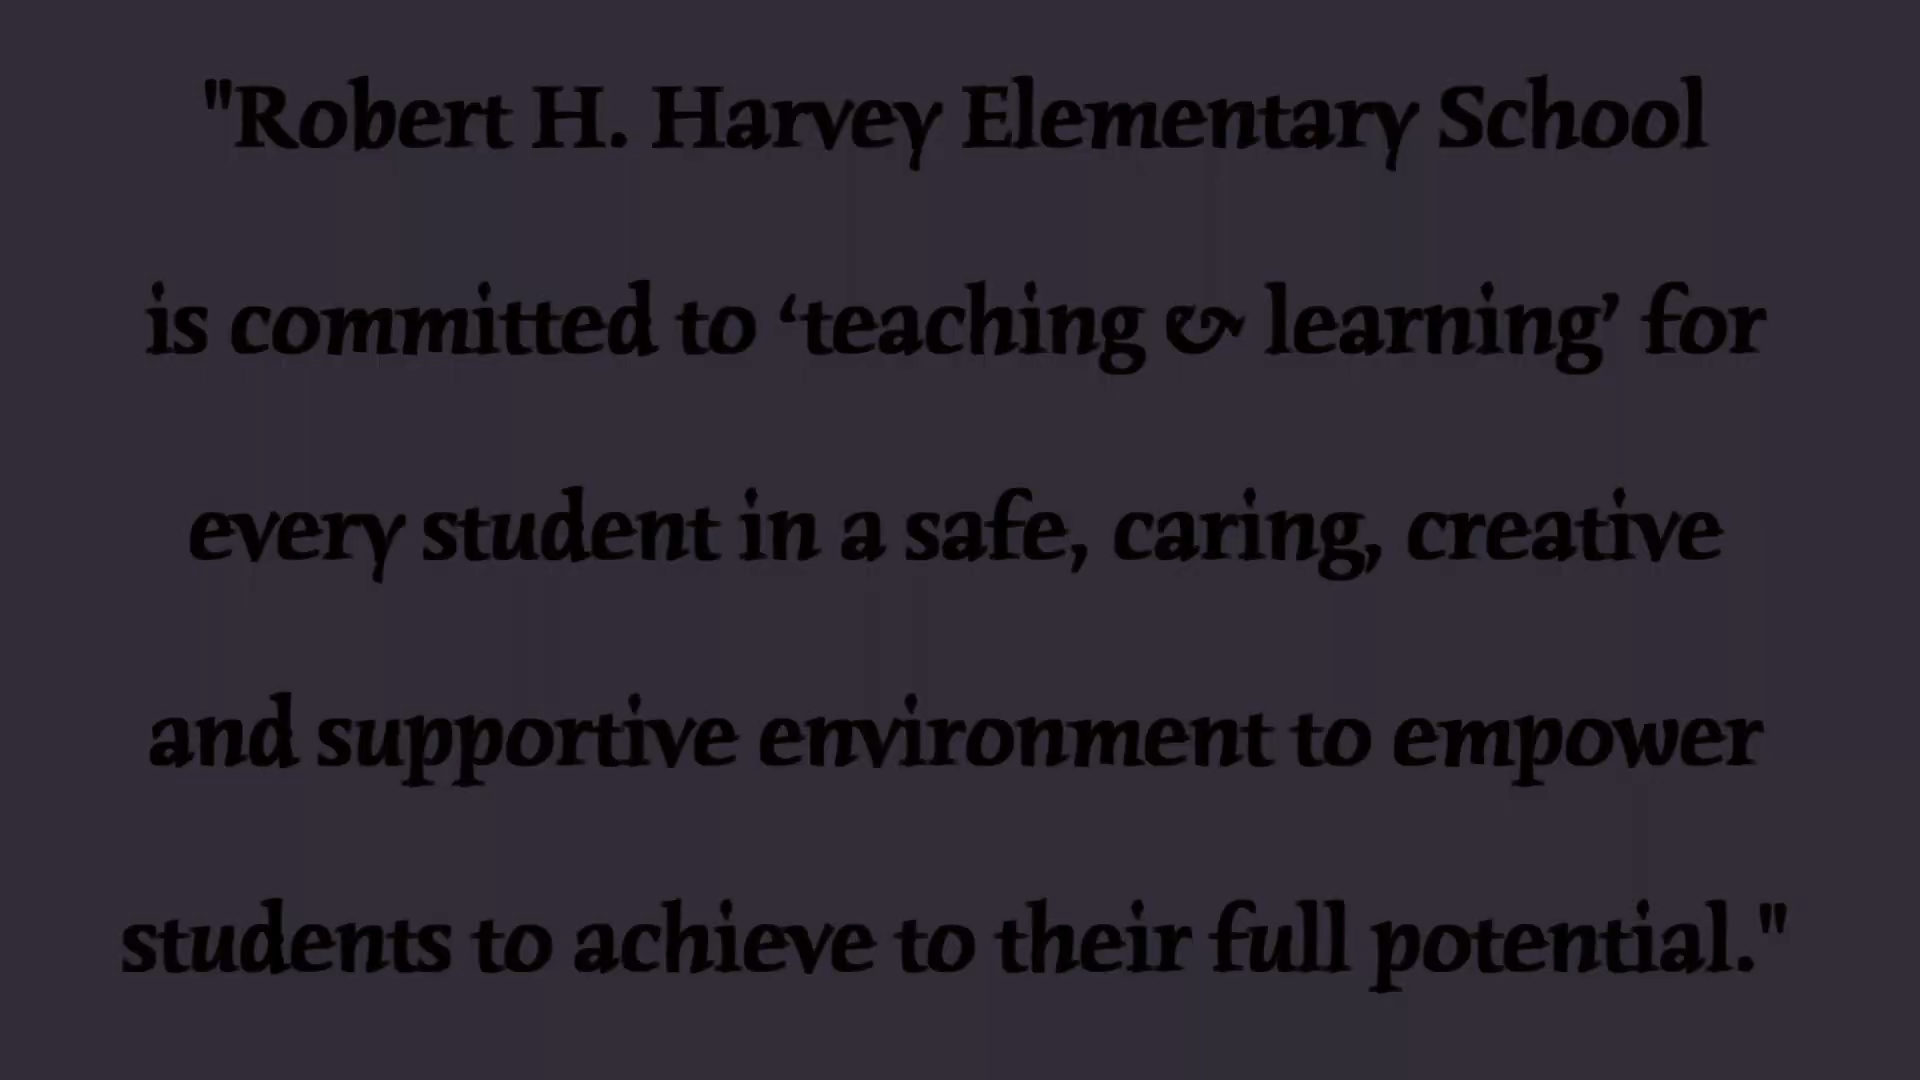 "Robert H. Harvey Elementary School
is committed to ‘teaching & learning’ for
every student in a safe, caring, creative
and supportive environment to empower
students to achieve to their full potential."